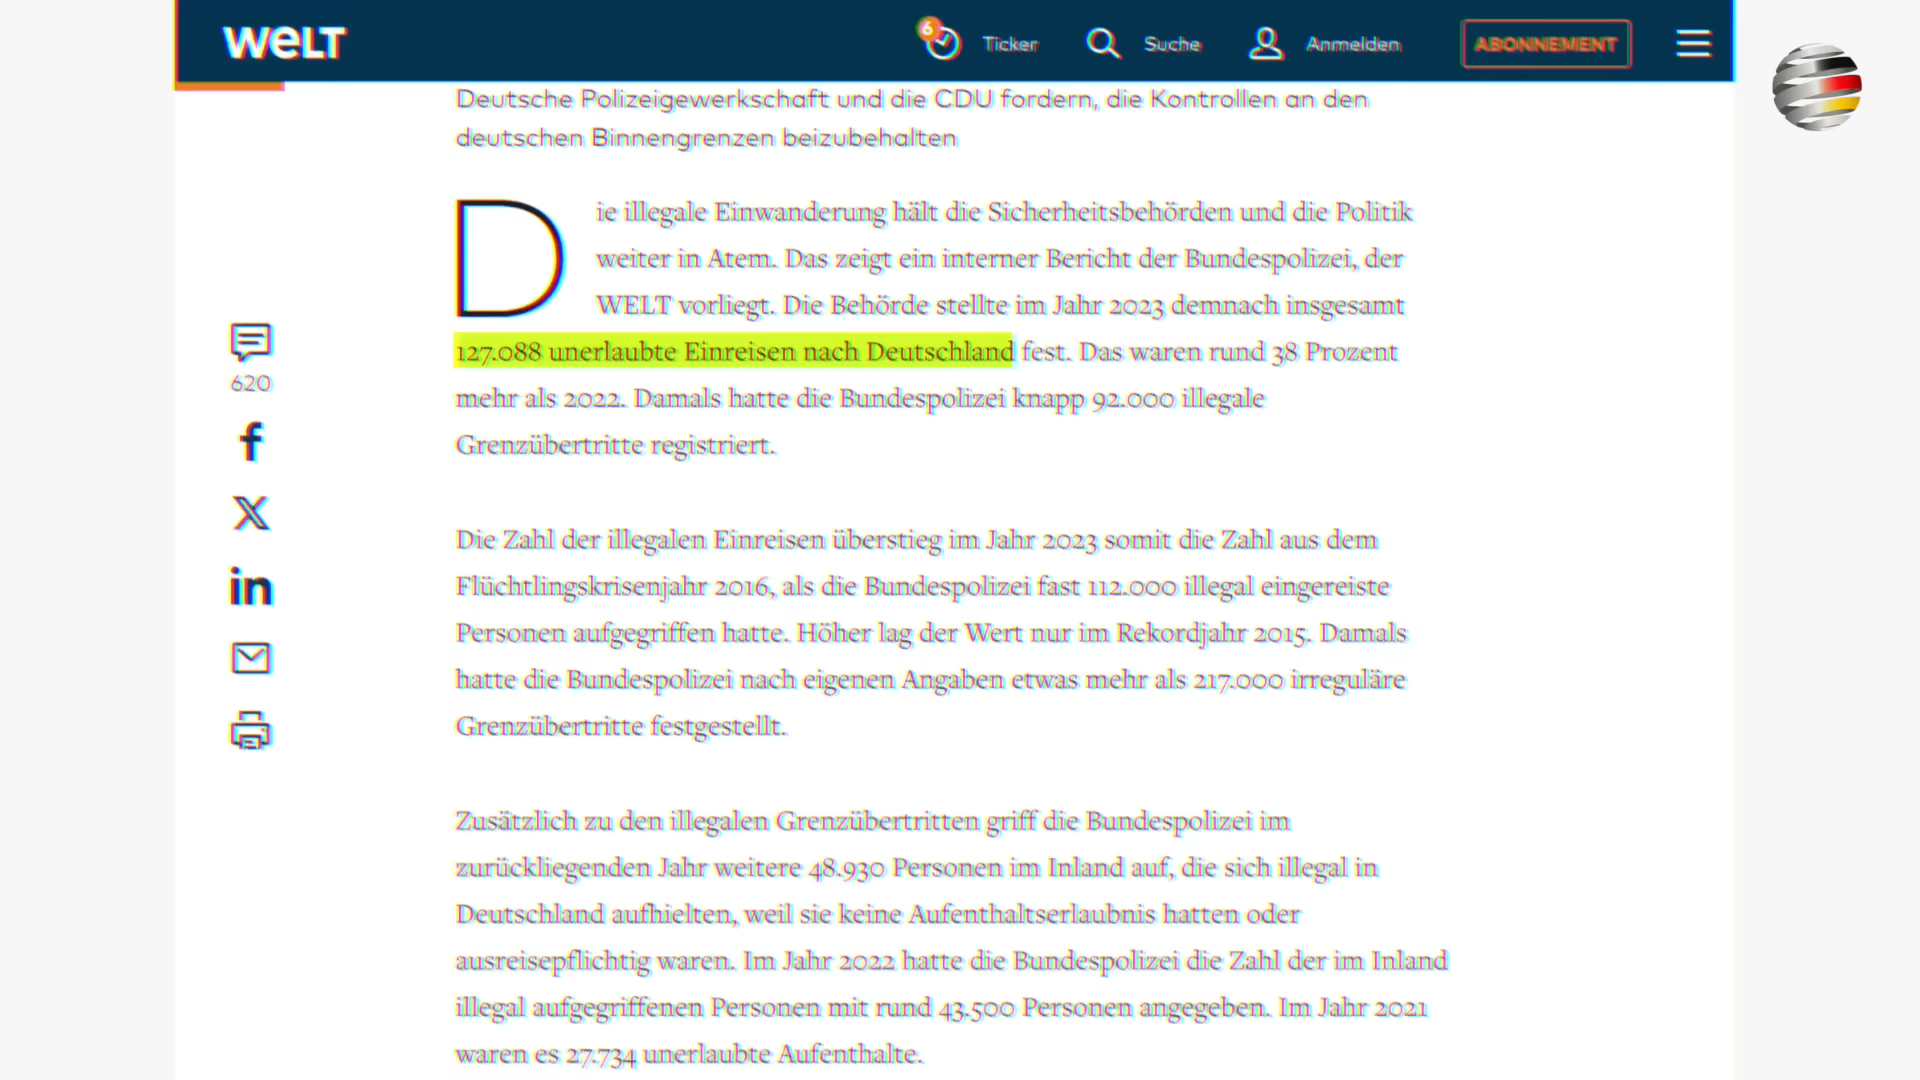 WELT
6
Ticker
Suche
Anmelden
ABONNEMENT
Deutsche Polizeigewerkschaft und die CDU fordern, die Kontrollen an den
deutschen Binnengrenzen beizubehalten
Die illegale Einwanderung hält die Sicherheitsbehörden und die Politik
weiter in Atem. Das zeigt ein interner Bericht der Bundespolizei, der
WELT vorliegt. Die Behörde stellte im Jahr 2023 demnach insgesamt
127.088 unerlaubte Einreisen nach Deutschland fest. Das waren rund 38 Prozent
mehr als 2022. Damals hatte die Bundespolizei knapp 92.000 illegale
Grenzübertritte registriert.
620
Die Zahl der illegalen Einreisen überstieg im Jahr 2023 somit die Zahl aus dem
Flüchtlingskrisenjahr 2016, als die Bundespolizei fast 112.000 illegal eingereiste
Personen aufgegriffen hatte. Höher lag der Wert nur im Rekordjahr 2015. Damals
hatte die Bundespolizei nach eigenen Angaben etwas mehr als 217.000 irreguläre
Grenzübertritte festgestellt.
Zusätzlich zu den illegalen Grenzübertritten griff die Bundespolizei im
zurückliegenden Jahr weitere 48.930 Personen im Inland auf, die sich illegal in
Deutschland aufhielten, weil sie keine Aufenthaltserlaubnis hatten oder
ausreisepflichtig waren. Im Jahr 2022 hatte die Bundespolizei die Zahl der im Inland
illegal aufgegriffenen Personen mit rund 43.500 Personen angegeben. Im Jahr 2021
waren es 27.734 unerlaubte Aufenthalte.